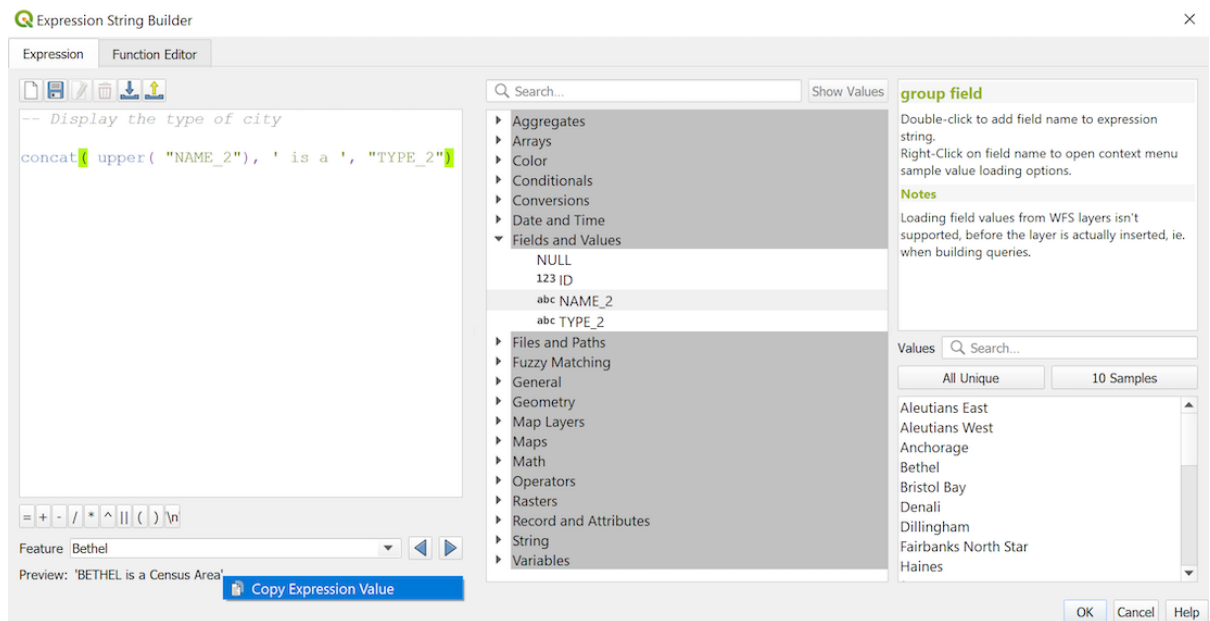 Expression String Builder
Expression
Function Editor
-- Display the type of city
concat( upper( "NAME_2"), ' is a ', "TYPE_2")
= + - / * ^ || ( ) \n
Feature Bethel
Preview: 'BETHEL is a Census Area'
Copy Expression Value
Search...
Show Values
Aggregates
Arrays
Color
Conditionals
Conversions
Date and Time
Fields and Values
NULL
123 ID
abc NAME_2
abc TYPE_2
Files and Paths
Fuzzy Matching
General
Geometry
Map Layers
Maps
Math
Operators
Rasters
Record and Attributes
String
Variables
group field
Double-click to add field name to expression
string.
Right-Click on field name to open context menu
sample value loading options.
Notes
Loading field values from WFS layers isn't
supported, before the layer is actually inserted, ie.
when building queries.
Values Search...
All Unique
10 Samples
Aleutians East
Aleutians West
Anchorage
Bethel
Bristol Bay
Denali
Dillingham
Fairbanks North Star
Haines
OK
Cancel
Help